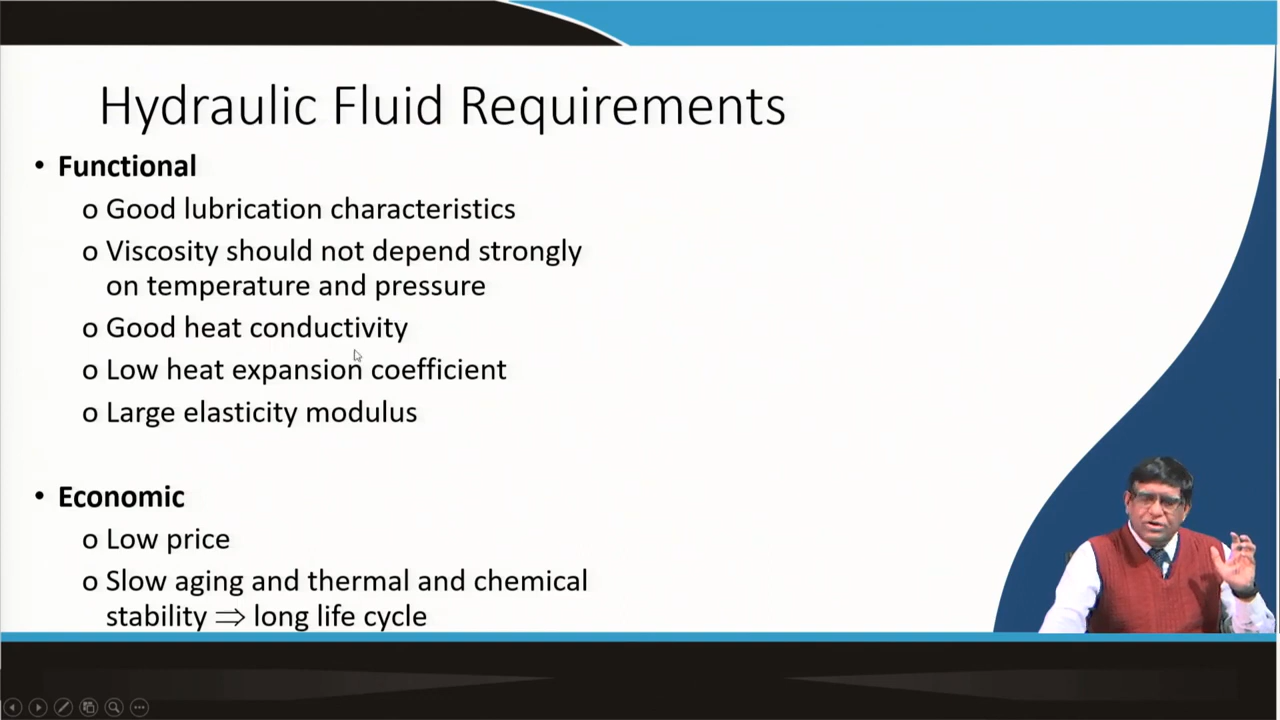 Hydraulic Fluid Requirements
• Functional
o Good lubrication characteristics
o Viscosity should not depend strongly
on temperature and pressure
o Good heat conductivity
o Low heat expansion coefficient
o Large elasticity modulus
• Economic
o Low price
o Slow aging and thermal and chemical
stability ⇒ long life cycle